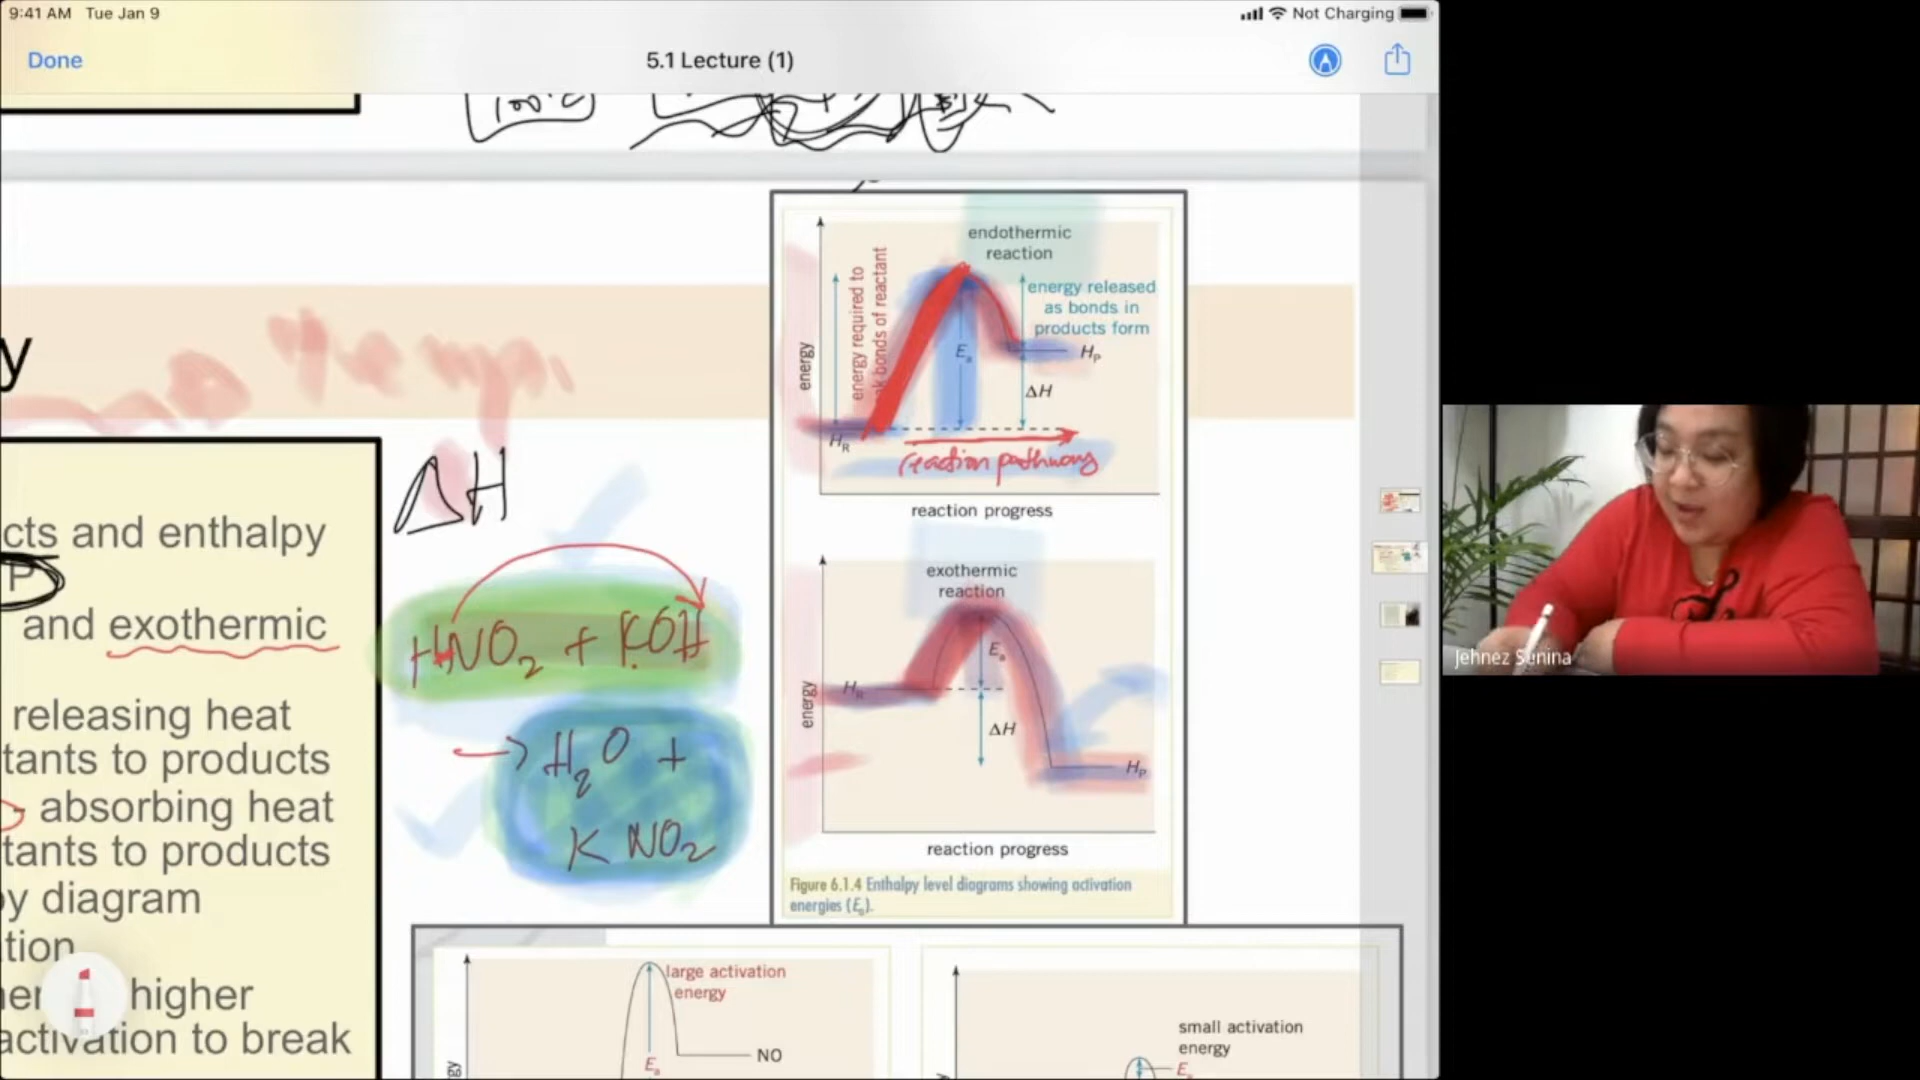 9:41 AM Tue Jan 9
Not Charging
Done
5.1 Lecture (1)
100°C
y
ΔH
cts and enthalpy
P
and exothermic
releasing heat
tants to products
- absorbing heat
tants to products
y diagram
tion
higher
activation to break
HNO2 + KOH
→ H2O +
KNO2
endothermic
reaction
energy required to
ak bonds of reactant
energy released
as bonds in
products form
energy
Ea
HP
ΔH
HR
reaction pathway
reaction progress
exothermic
reaction
energy
HR
Ea
ΔH
HP
reaction progress
Figure 6.1.4 Enthalpy level diagrams showing activation
energies (Ea).
large activation
energy
NO
Ea
gy
small activation
energy
Ea
Jehnez Senina